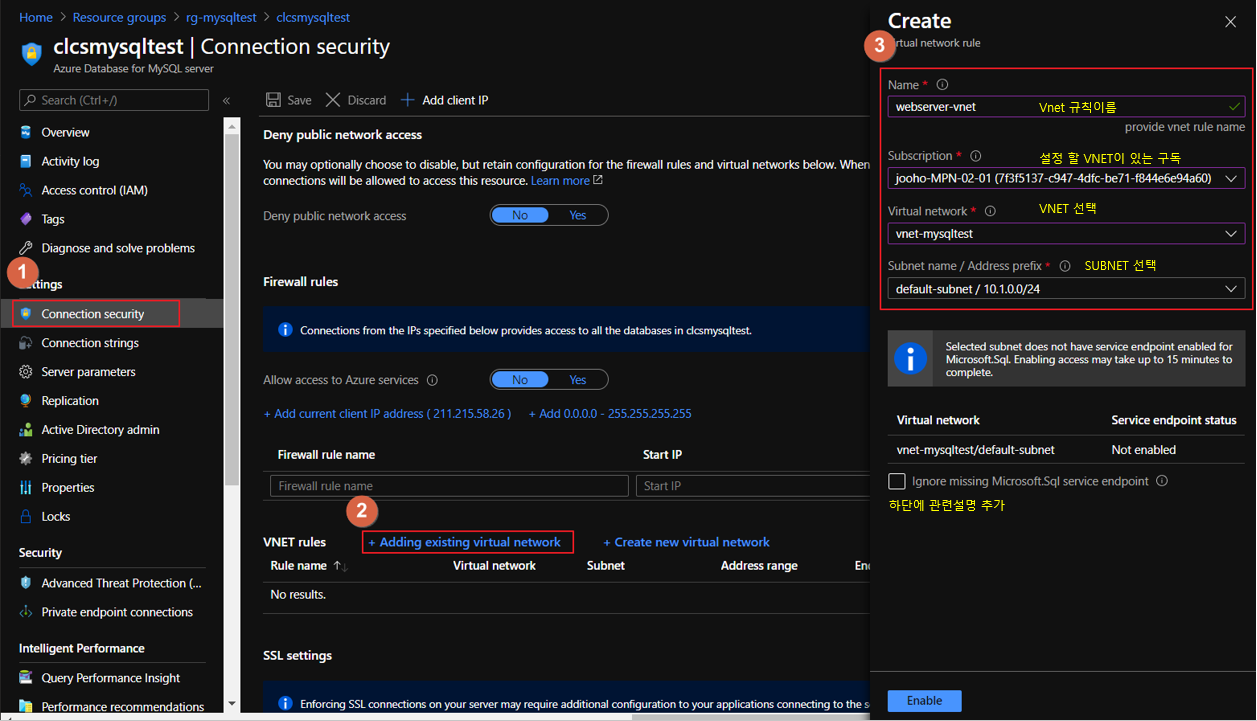 Home > Resource groups > rg-mysqltest > clcsmysqltest
clcsmysqltest | Connection security
Azure Database for MySQL server
Search (Ctrl+/)
«
Overview
Activity log
Access control (IAM)
Tags
Diagnose and solve problems
1
ttings
Connection security
Connection strings
Server parameters
Replication
Active Directory admin
Pricing tier
Properties
Locks
Security
Advanced Threat Protection (...
Private endpoint connections
Intelligent Performance
Query Performance Insight
Performance recommendations
Save
Discard
+ Add client IP
Deny public network access
You may optionally choose to disable, but retain configuration for the firewall rules and virtual networks below. When
connections will be allowed to access this resource. Learn more
Deny public network access
No
Yes
Firewall rules
Connections from the IPs specified below provides access to all the databases in clcsmysqltest.
Allow access to Azure services
No
Yes
+ Add current client IP address ( 211.215.58.26 )
+ Add 0.0.0.0 - 255.255.255.255
Firewall rule name
Start IP
Firewall rule name
Start IP
2
VNET rules
+ Adding existing virtual network
+ Create new virtual network
Rule name ↑↓
Virtual network
Subnet
Address range
En
No results.
SSL settings
Enforcing SSL connections on your server may require additional configuration to your applications connecting to the s
Create
3
irtual network rule
Name *
webserver-vnet
Vnet 규칙이름
provide vnet rule name
Subscription *
설정 할 VNET이 있는 구독
jooho-MPN-02-01 (7f3f5137-c947-4dfc-be71-f844e6e94a60)
Virtual network *
VNET 선택
vnet-mysqltest
Subnet name / Address prefix *
SUBNET 선택
default-subnet / 10.1.0.0/24
Selected subnet does not have service endpoint enabled for
Microsoft.Sql. Enabling access may take up to 15 minutes to
complete.
Virtual network
Service endpoint status
vnet-mysqltest/default-subnet
Not enabled
Ignore missing Microsoft.Sql service endpoint
하단에 관련설명 추가
Enable